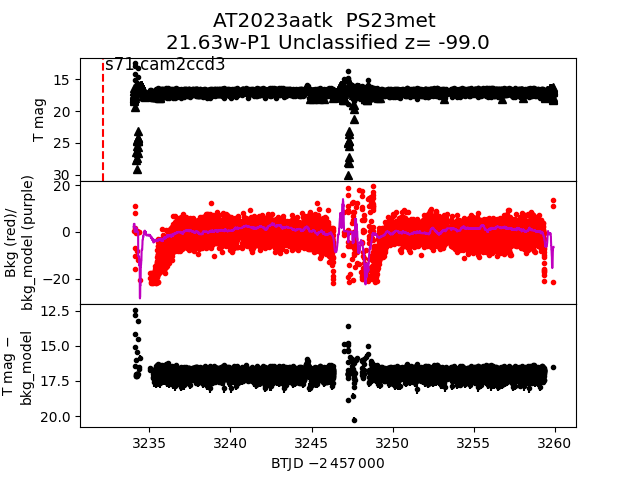 AT2023aatk  PS23met
21.63w-P1 Unclassified z= -99.0
s71 cam2ccd3
15
20
25
30
T mag
20
0
−20
Bkg (red)/
bkg_model (purple)
12.5
15.0
17.5
20.0
T mag −
bkg_model
3235
3240
3245
3250
3255
3260
BTJD −2 457 000